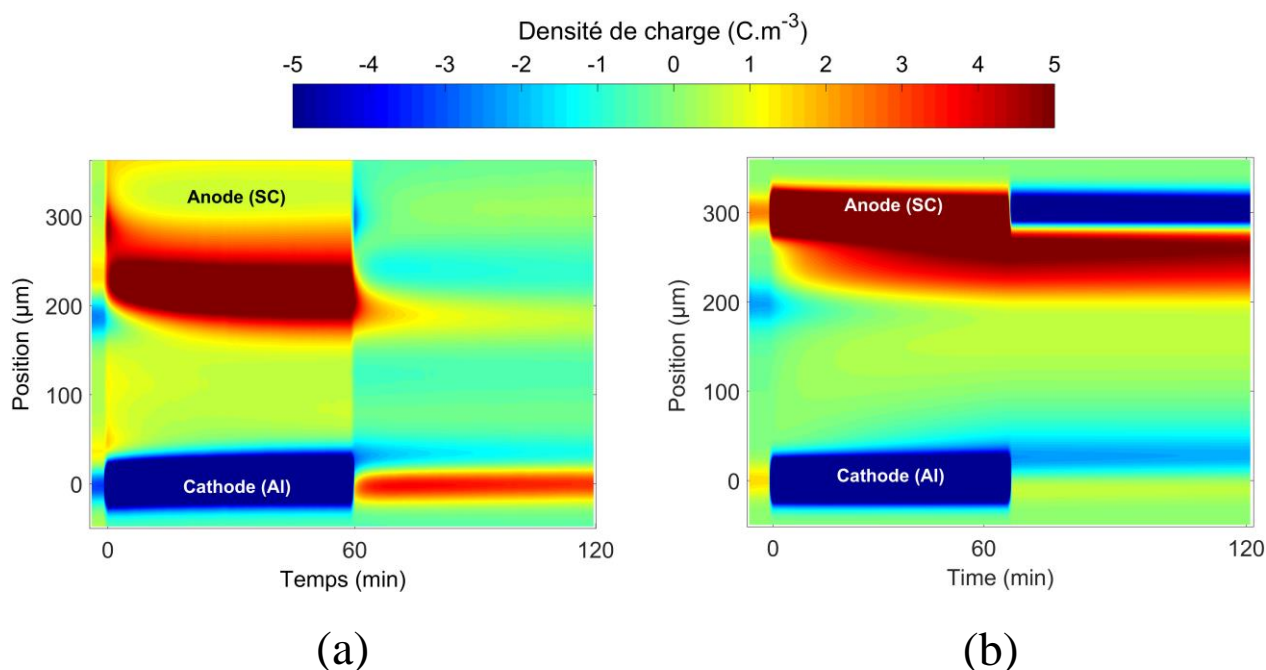 Densité de charge (C.m-3)
-5 -4 -3 -2 -1 0 1 2 3 4 5
Anode (SC)
Cathode (Al)
300
200
100
0
Position (µm)
0 60 120
Temps (min)
(a)
Anode (SC)
Cathode (Al)
300
200
100
0
Position (µm)
0 60 120
Time (min)
(b)